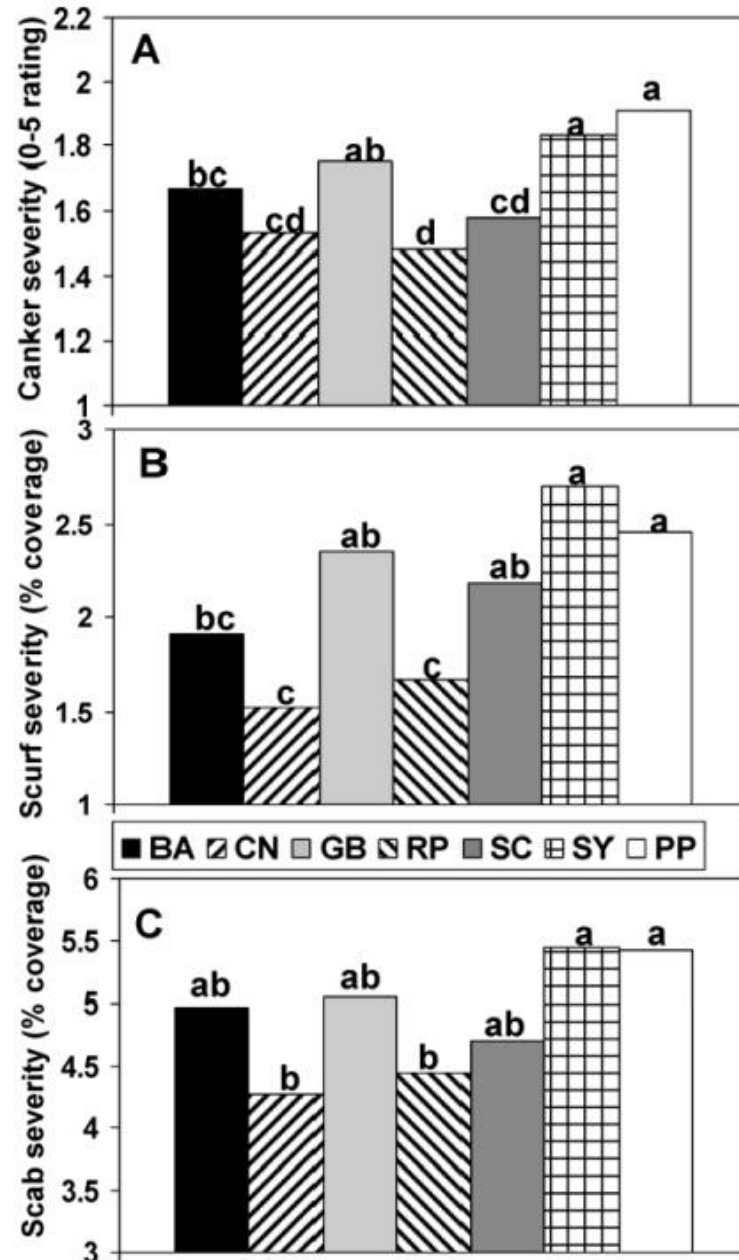 A
Canker severity (0-5 rating)
2.2
2
1.8
1.6
1.4
1.2
1
bc
cd
ab
d
cd
a
a
B
Scurf severity (% coverage)
3
2.5
2
1.5
1
bc
c
ab
c
ab
a
a
BA CN GB RP SC SY PP
C
Scab severity (% coverage)
6
5.5
5
4.5
4
3.5
3
ab
b
ab
b
ab
a
a